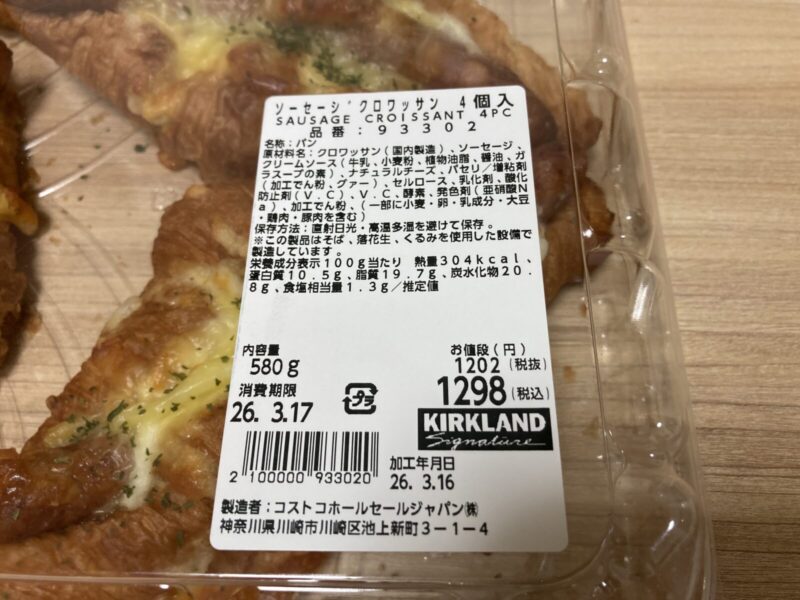 ソーセージクロワッサン 4個入
SAUSAGE CROISSANT 4PC
品番:93302
名称:パン
原材料名:クロワッサン(国内製造)、ソーセージ、
クリームソース(牛乳、小麦粉、植物油脂、醤油、ガ
ラスープの素)、ナチュラルチーズ、パセリ/増粘剤
(加工でん粉、グァー)、セルロース、乳化剤、酸化
防止剤(V.C)、V.C、酵素、発色剤(亜硝酸N
a)、加工でん粉、(一部に小麦・卵・乳成分・大豆
・鶏肉・豚肉を含む)
保存方法:直射日光・高温多湿を避けて保存。
※この製品はそば、落花生、くるみを使用した設備で
製造しています。
栄養成分表示100g当たり 熱量304kcal、
蛋白質10.5g、脂質19.7g、炭水化物20.
8g、食塩相当量1.3g/推定値
内容量
580g
お値段(円)
1202(税抜)
1298(税込)
消費期限
26. 3.17
プラ
KIRKLAND
Signature
2 100000 933020
加工年月日
26. 3.16
製造者:コストコホールセールジャパン㈱
神奈川県川崎市川崎区池上新町3-1-4